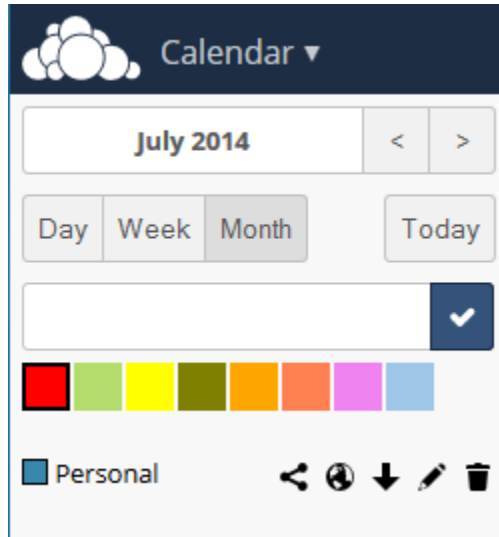 Calendar ▾
July 2014 < >
Day Week Month Today
Personal